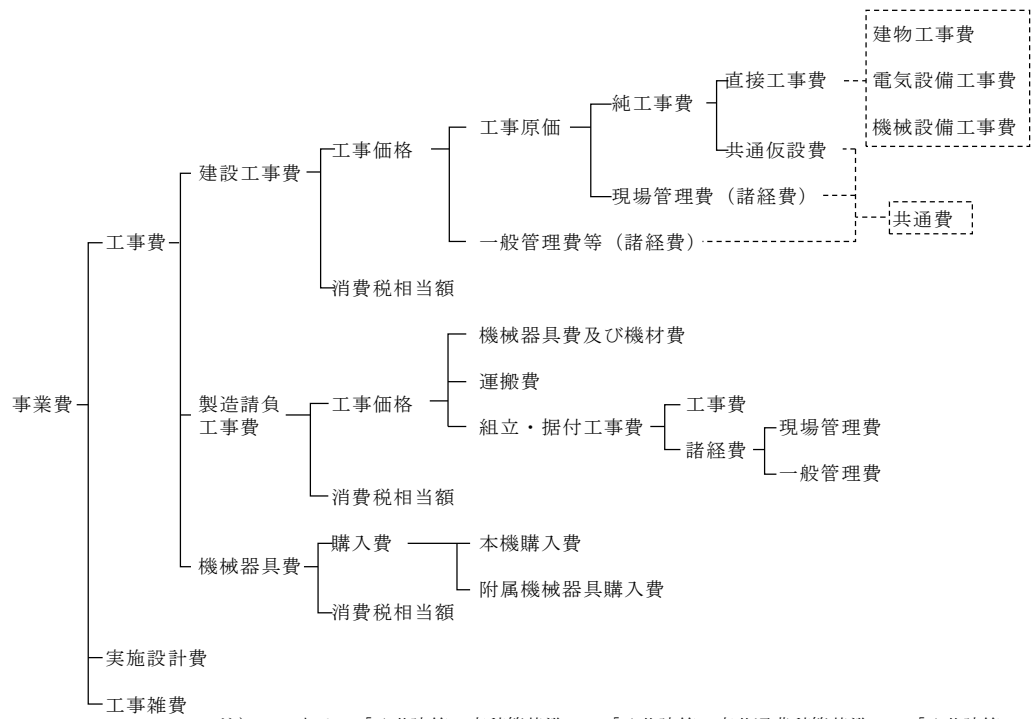 建物工事費
電気設備工事費
機械設備工事費
直接工事費
純工事費
工事原価
共通仮設費
工事価格
建設工事費
現場管理費（諸経費）
共通費
工事費
一般管理費等（諸経費）
消費税相当額
機械器具費及び機材費
運搬費
事業費
製造請負
工事費
工事価格
組立・据付工事費
工事費
諸経費
現場管理費
一般管理費
消費税相当額
購入費
本機購入費
機械器具費
附属機械器具購入費
消費税相当額
実施設計費
工事雑費